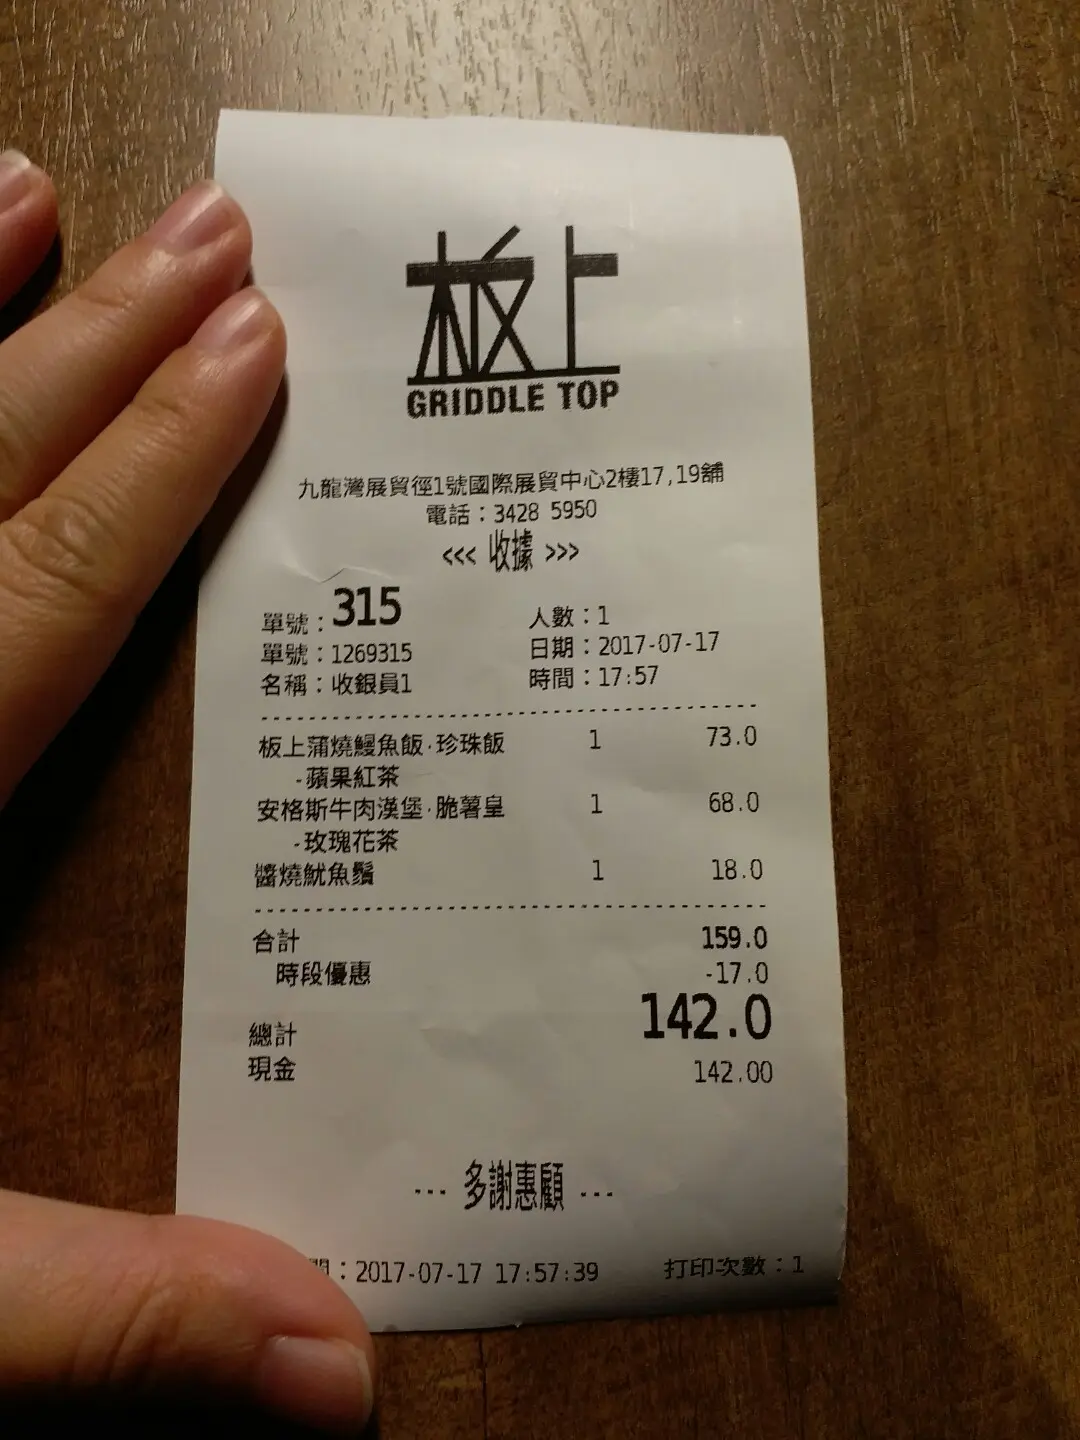 板上
GRIDDLE TOP
九龍灣展貿徑1號國際展貿中心2樓17,19舖
電話：3428 5950
<<< 收據 >>>
單號：315 人數：1
單號：1269315 日期：2017-07-17
名稱：收銀員1 時間：17:57
板上蒲燒鰻魚飯·珍珠飯 1 73.0
-蘋果紅茶
安格斯牛肉漢堡·脆薯皇 1 68.0
-玫瑰花茶
醬燒魷魚鬚 1 18.0
合計 159.0
時段優惠 -17.0
總計 142.0
現金 142.00
--- 多謝惠顧 ---
：2017-07-17 17:57:39 打印次數：1